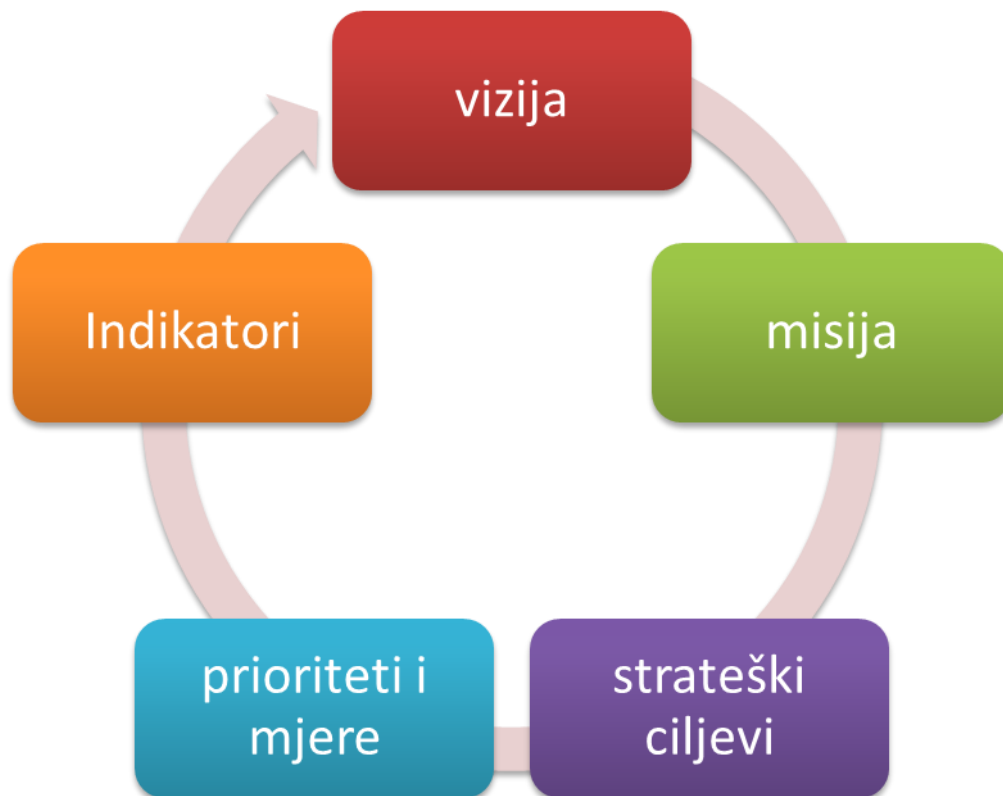 vizija
misija
strateški
ciljevi
prioriteti i
mjere
Indikatori